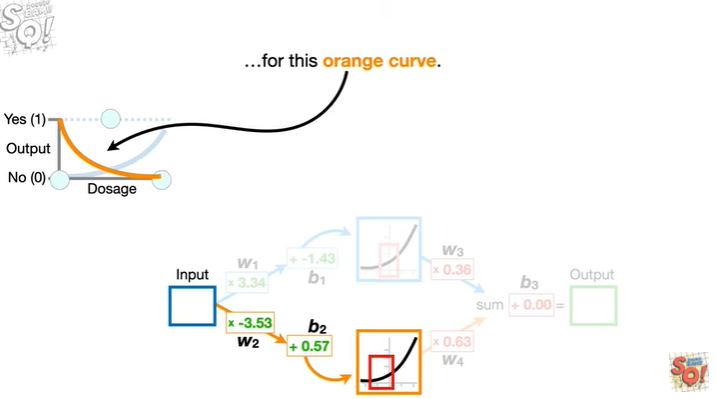 …for this orange curve.
Yes (1)
Output
No (0)
Dosage
w1
x 3.34
+ -1.43
b1
w3
x 0.36
Input
b3
Output
sum + 0.00 =
x -3.53
w2
b2
+ 0.57
x 0.63
w4